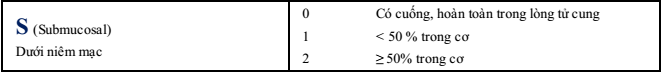 S (Submucosal)
Dưới niêm mạc
0 Có cuống, hoàn toàn trong lòng tử cung
1 < 50 % trong cơ
2 ≥ 50% trong cơ